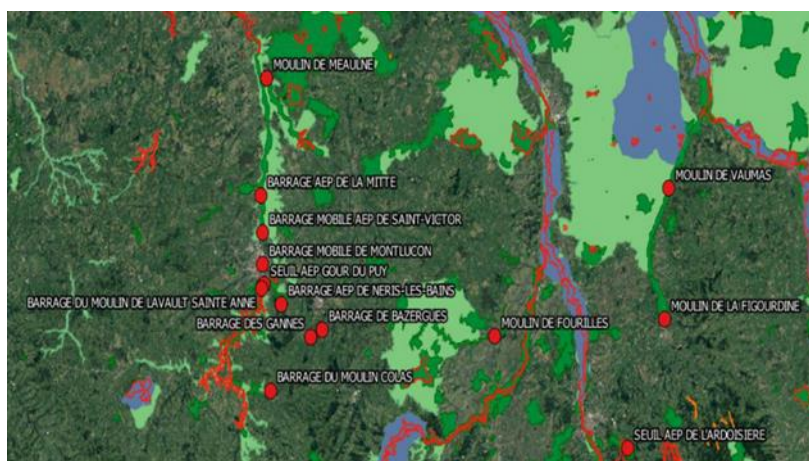 MOULIN DE MEAULNE
BARRAGE AEP DE LA MITTE
MOULIN DE VAUMAS
BARRAGE MOBILE AEP DE SAINT-VICTOR
BARRAGE MOBILE DE MONTLUCON
SEUIL AEP GOUR DU PUY
BARRAGE AEP DE NERIS-LES-BAINS
BARRAGE DU MOULIN DE LAVAULT SAINTE ANNE
MOULIN DE LA FIGOURDINE
BARRAGE DES GANNES
BARRAGE DE BAZERGUES
MOULIN DE FOURILLES
BARRAGE DU MOULIN COLAS
SEUIL AEP DE L'ARDOISIERE